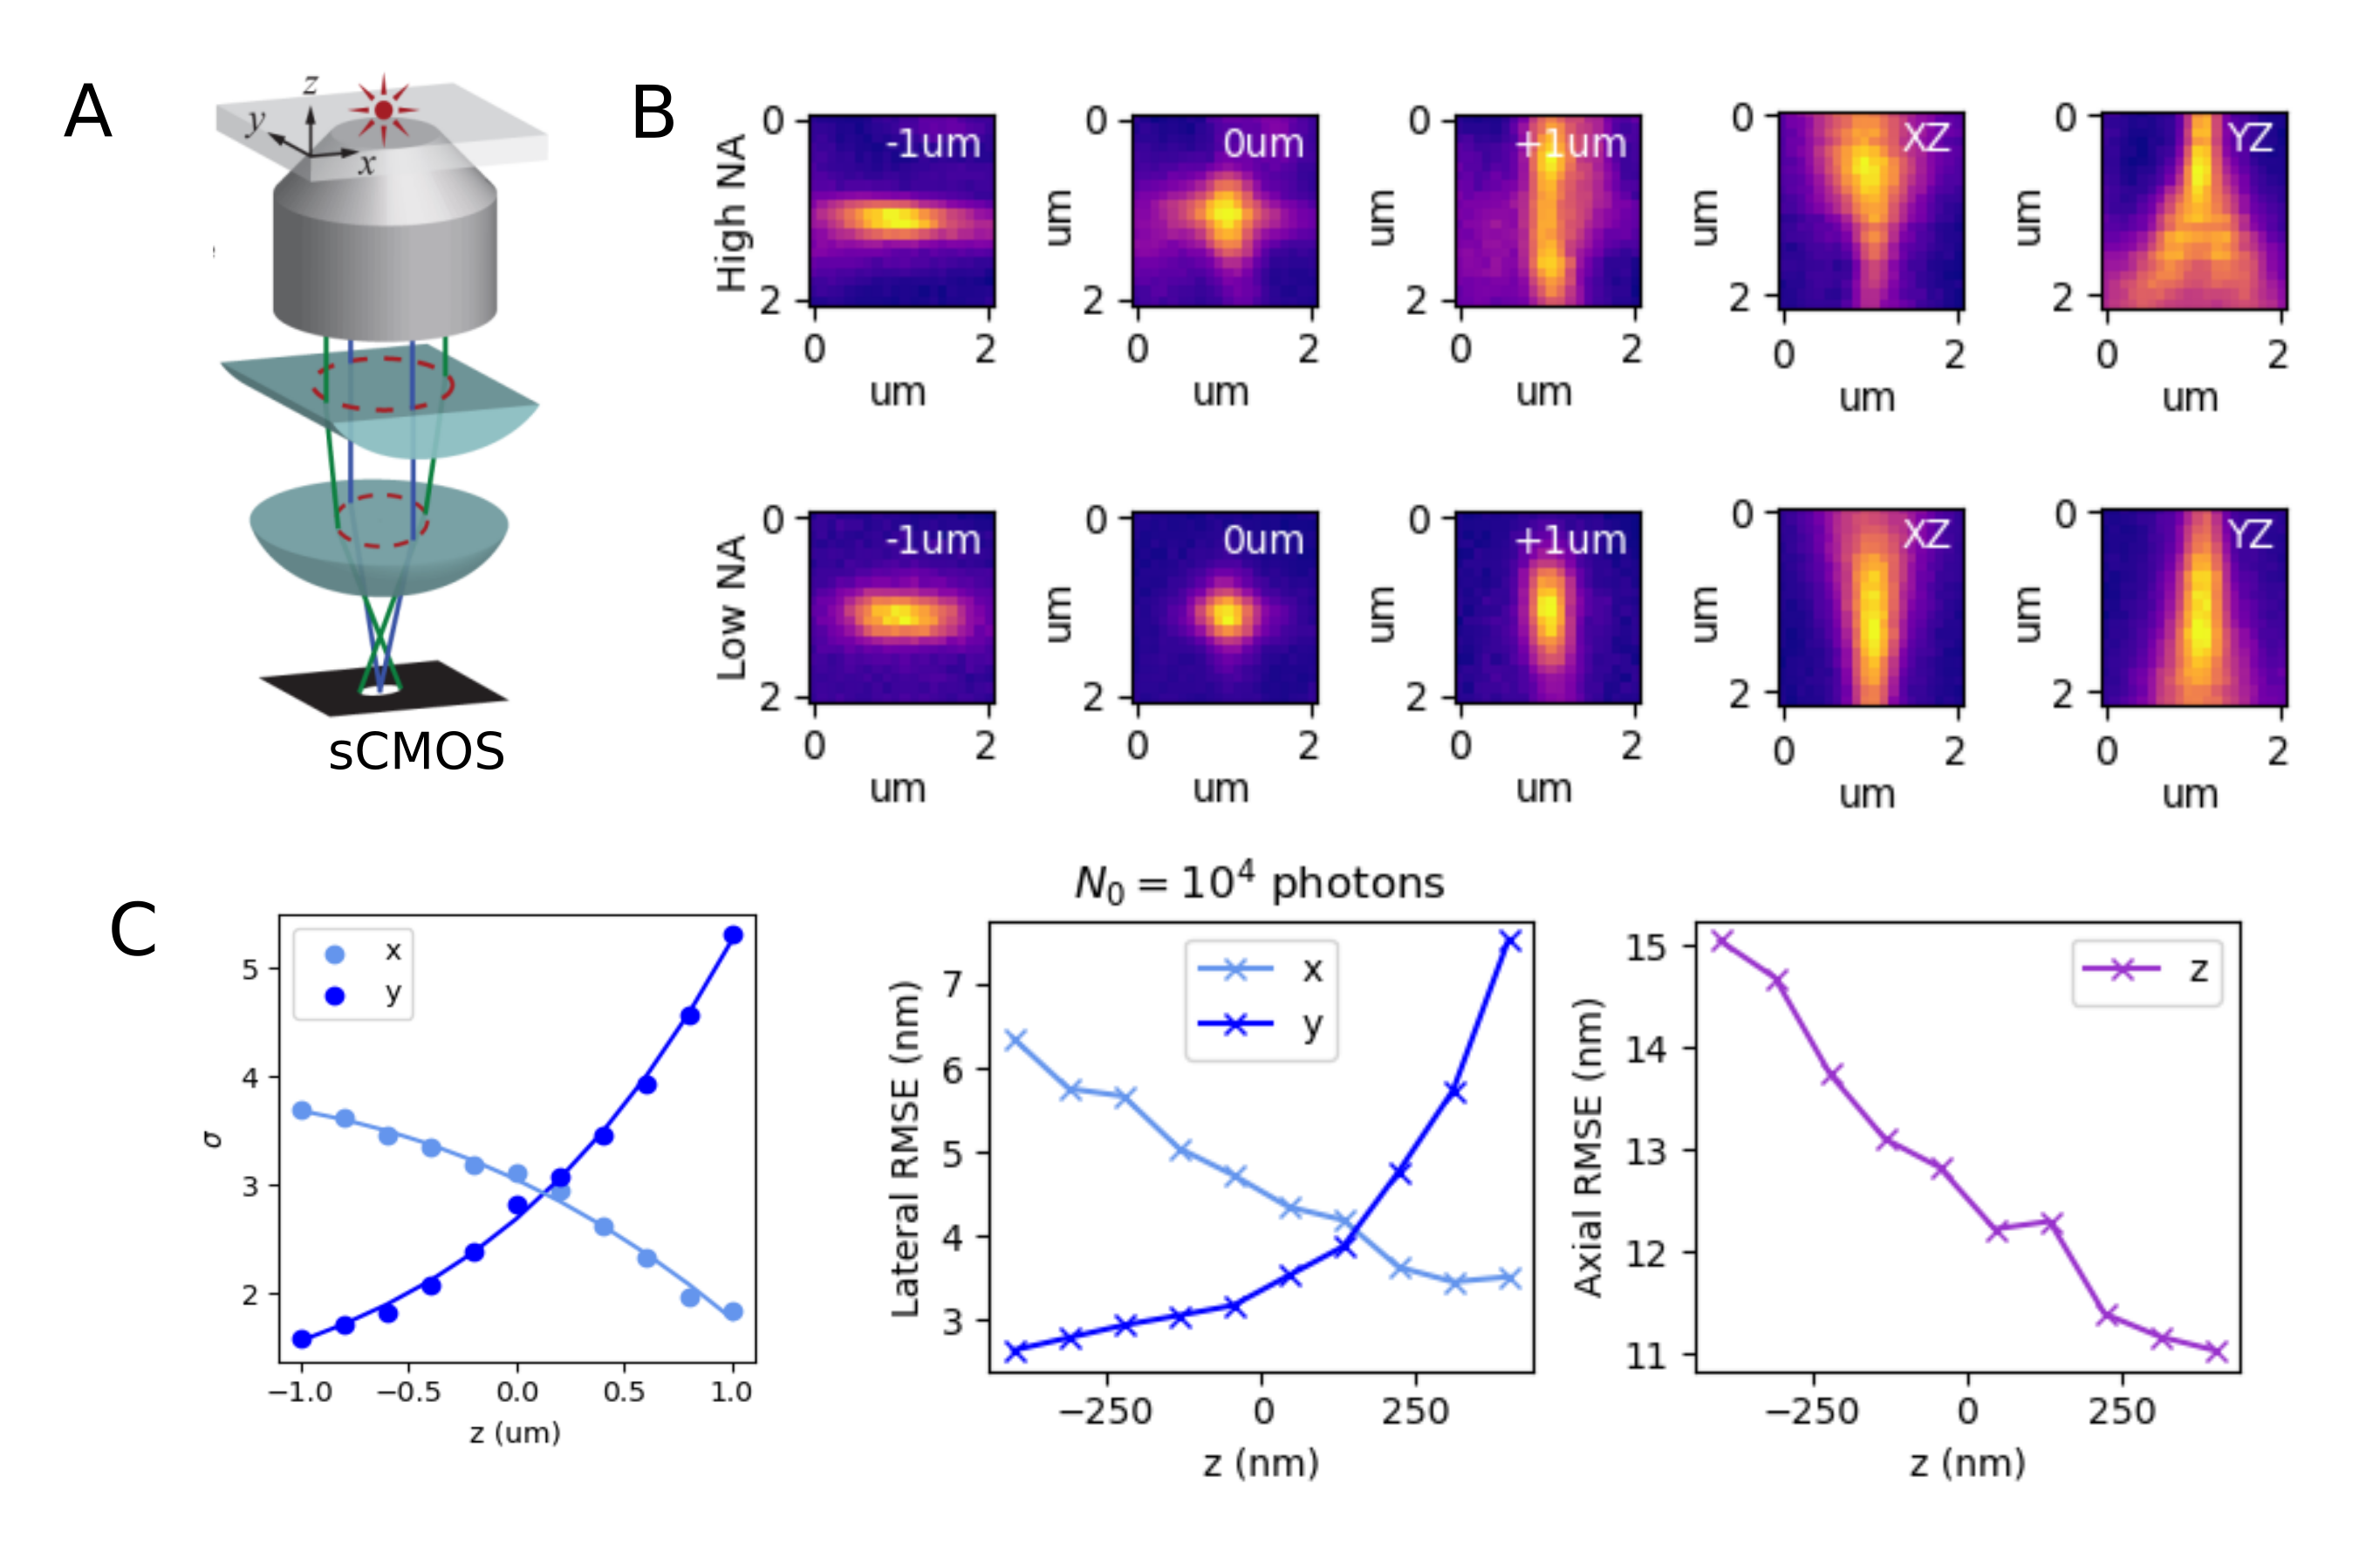 A
z
y
x
sCMOS
B
High NA
-1um
0um
+1um
XZ
YZ
0
2
um
0
2
um
0
2
um
0
2
um
0
2
um
0 2
0 2
0 2
0 2
0 2
um
um
um
um
um
Low NA
-1um
0um
+1um
XZ
YZ
0
2
0
2
um
0
2
um
0
2
um
0
2
um
0 2
0 2
0 2
0 2
0 2
um
um
um
um
um
C
x
y
σ
5
4
3
2
−1.0 −0.5 0.0 0.5 1.0
z (um)
N₀ = 10⁴ photons
x
y
Lateral RMSE (nm)
7
6
5
4
3
−250 0 250
z (nm)
z
Axial RMSE (nm)
15
14
13
12
11
−250 0 250
z (nm)